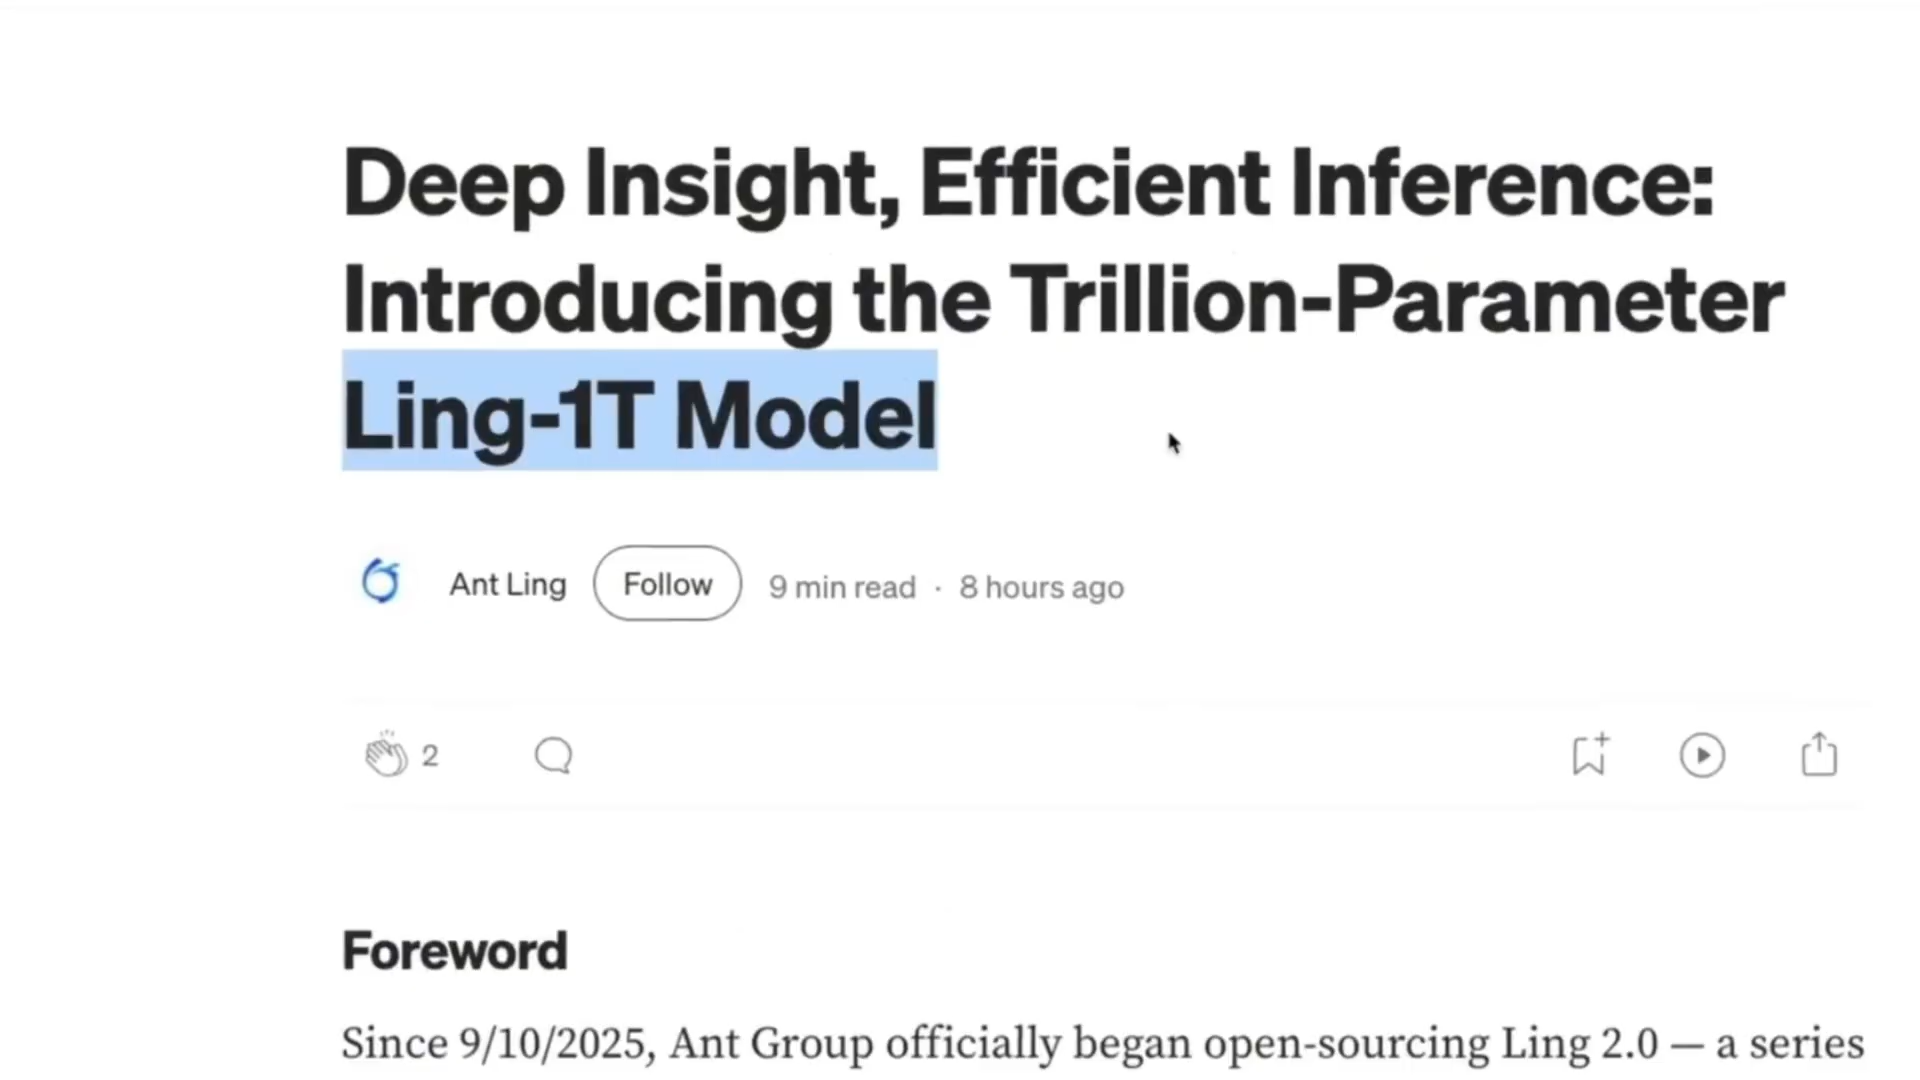 Deep Insight, Efficient Inference:
Introducing the Trillion-Parameter
Ling-1T Model
Ant Ling Follow 9 min read · 8 hours ago
2
Foreword
Since 9/10/2025, Ant Group officially began open-sourcing Ling 2.0 — a series